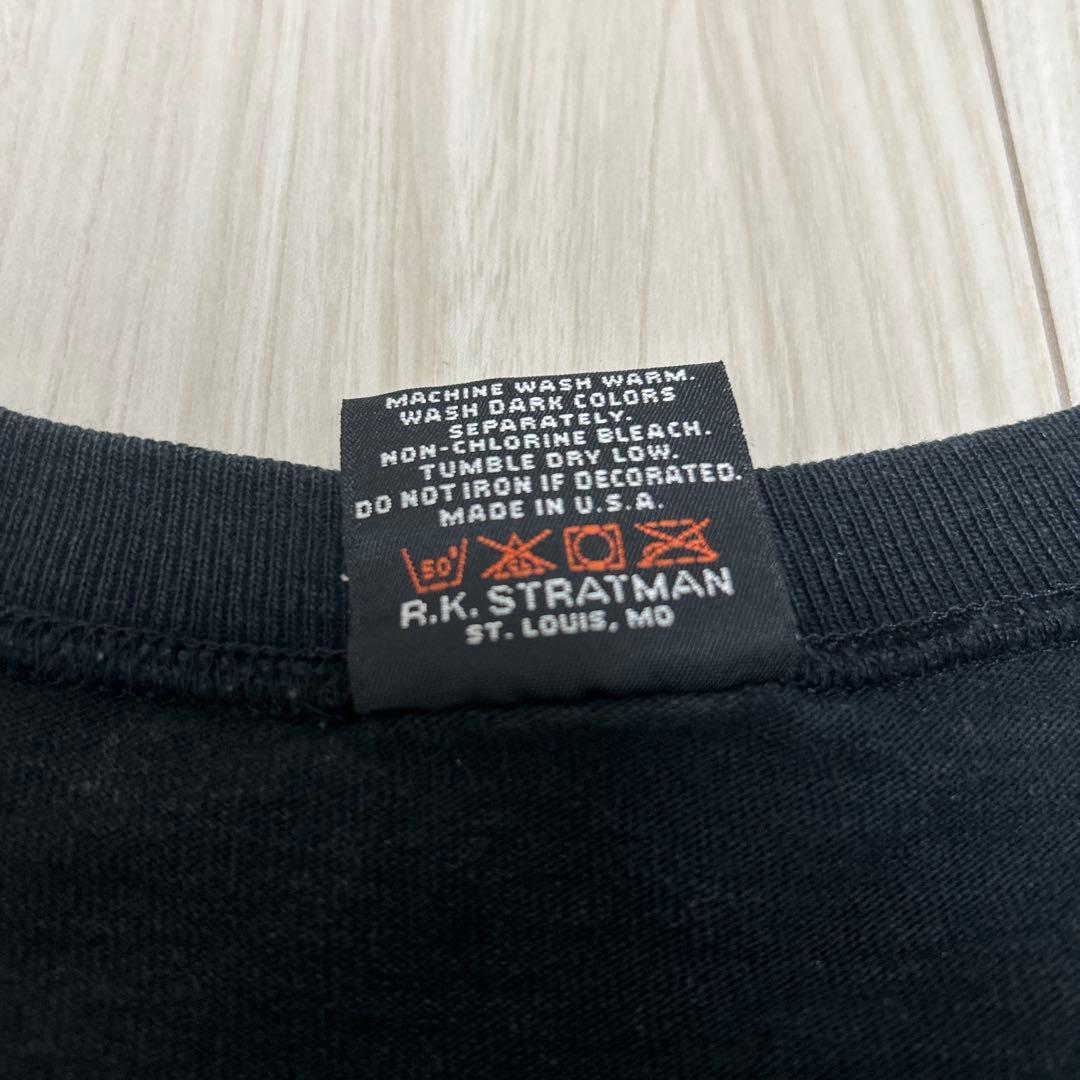 MACHINE WASH WARM.
WASH DARK COLORS
SEPARATELY.
NON-CHLORINE BLEACH.
TUMBLE DRY LOW.
DO NOT IRON IF DECORATED.
MADE IN U.S.A.
50° CL
R.K. STRATMAN
ST. LOUIS, MO